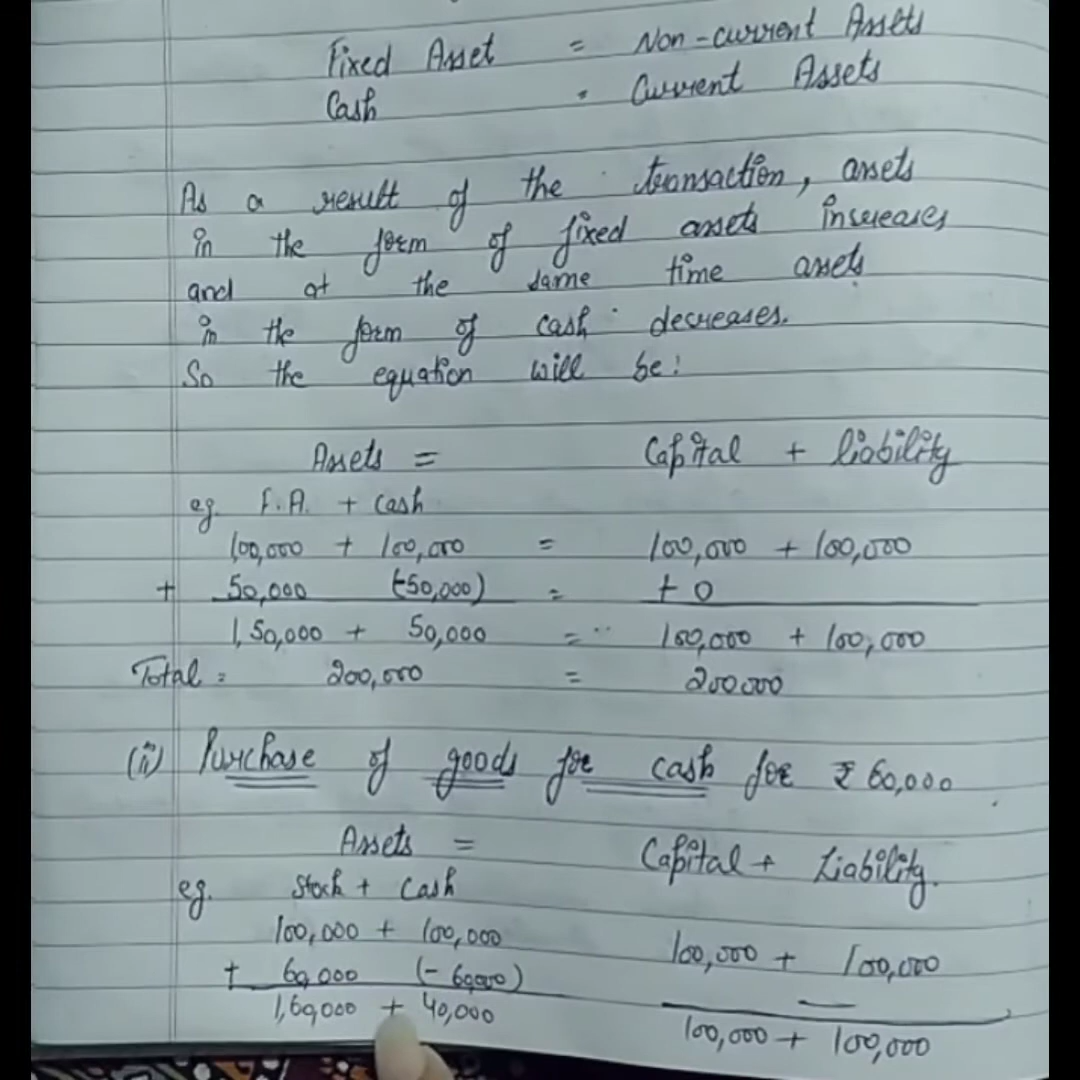 Fixed Asset = Non-current Assets
Cash = Current Assets
As a result of the transaction, assets
in the form of fixed assets increases
and at the same time assets
in the form of cash decreases.
So the equation will be:
Assets = Capital + liability
eg. F.A. + Cash
100,000 + 100,000 = 100,000 + 100,000
+ 50,000 (-50,000) = + 0
1,50,000 + 50,000 = 100,000 + 100,000
Total = 200,000 = 200000
(ii) Purchase of goods for cash for ₹ 60,000
Assets = Capital + Liability.
eg. Stock + Cash
100,000 + 100,000 100,000 + 100,000
+ 60,000 (-60,000) —
1,60,000 + 40,000 100,000 + 100,000